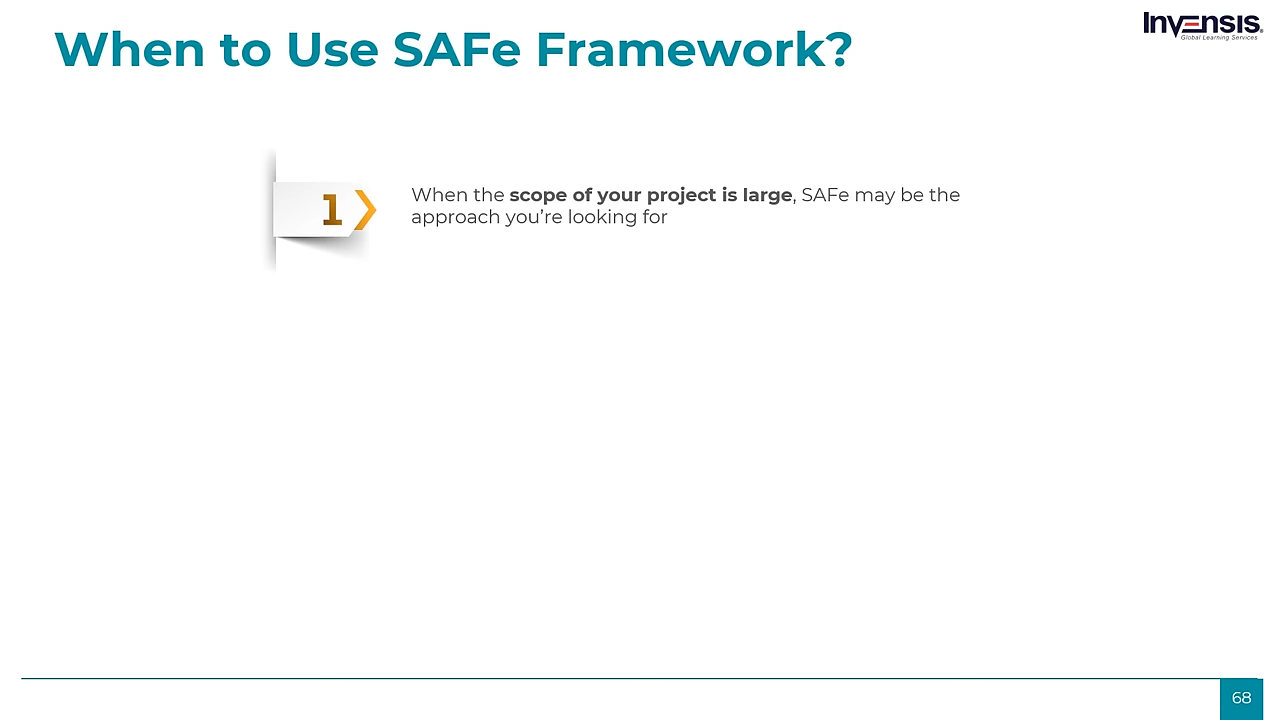 When to Use SAFe Framework?
Invensis®
Global Learning Services
1
When the scope of your project is large, SAFe may be the
approach you’re looking for
68